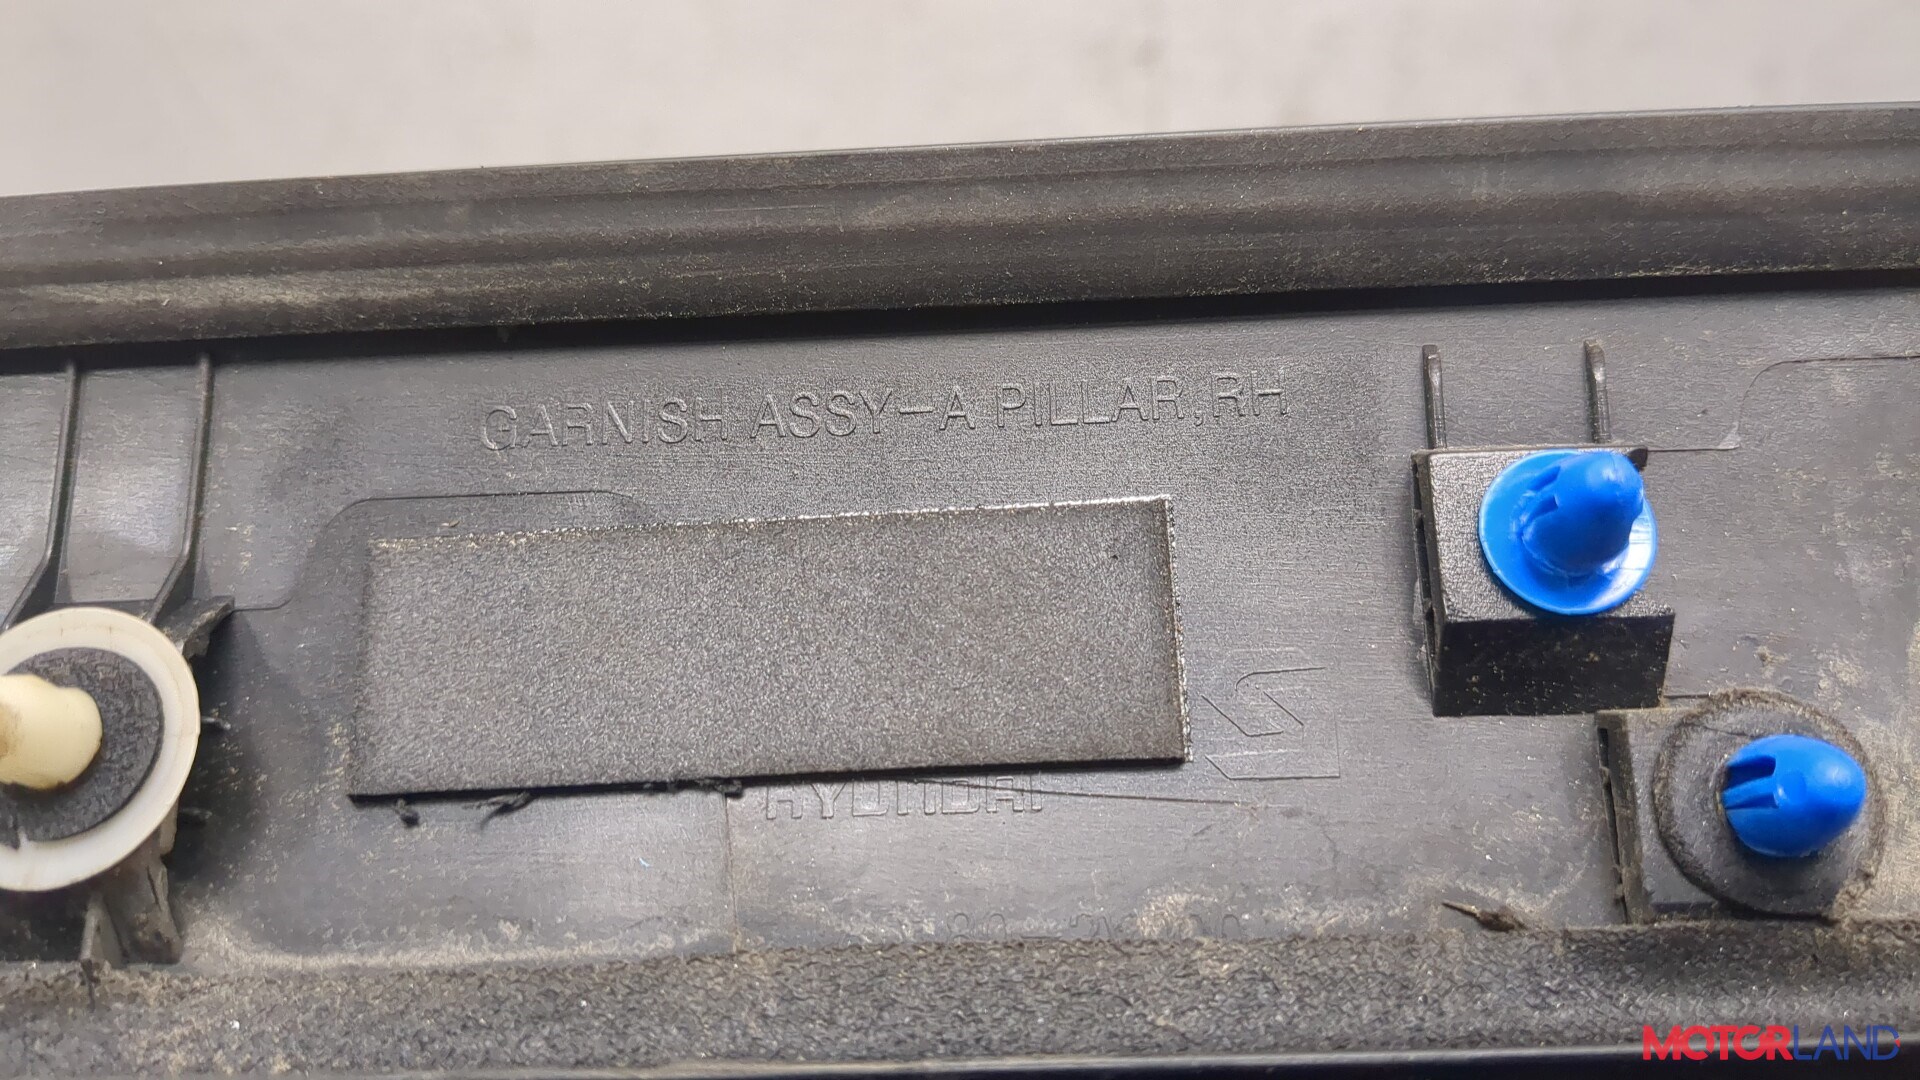 GARNISH ASSY-A PILLAR,RH
HYUNDAI
MOTORLAND